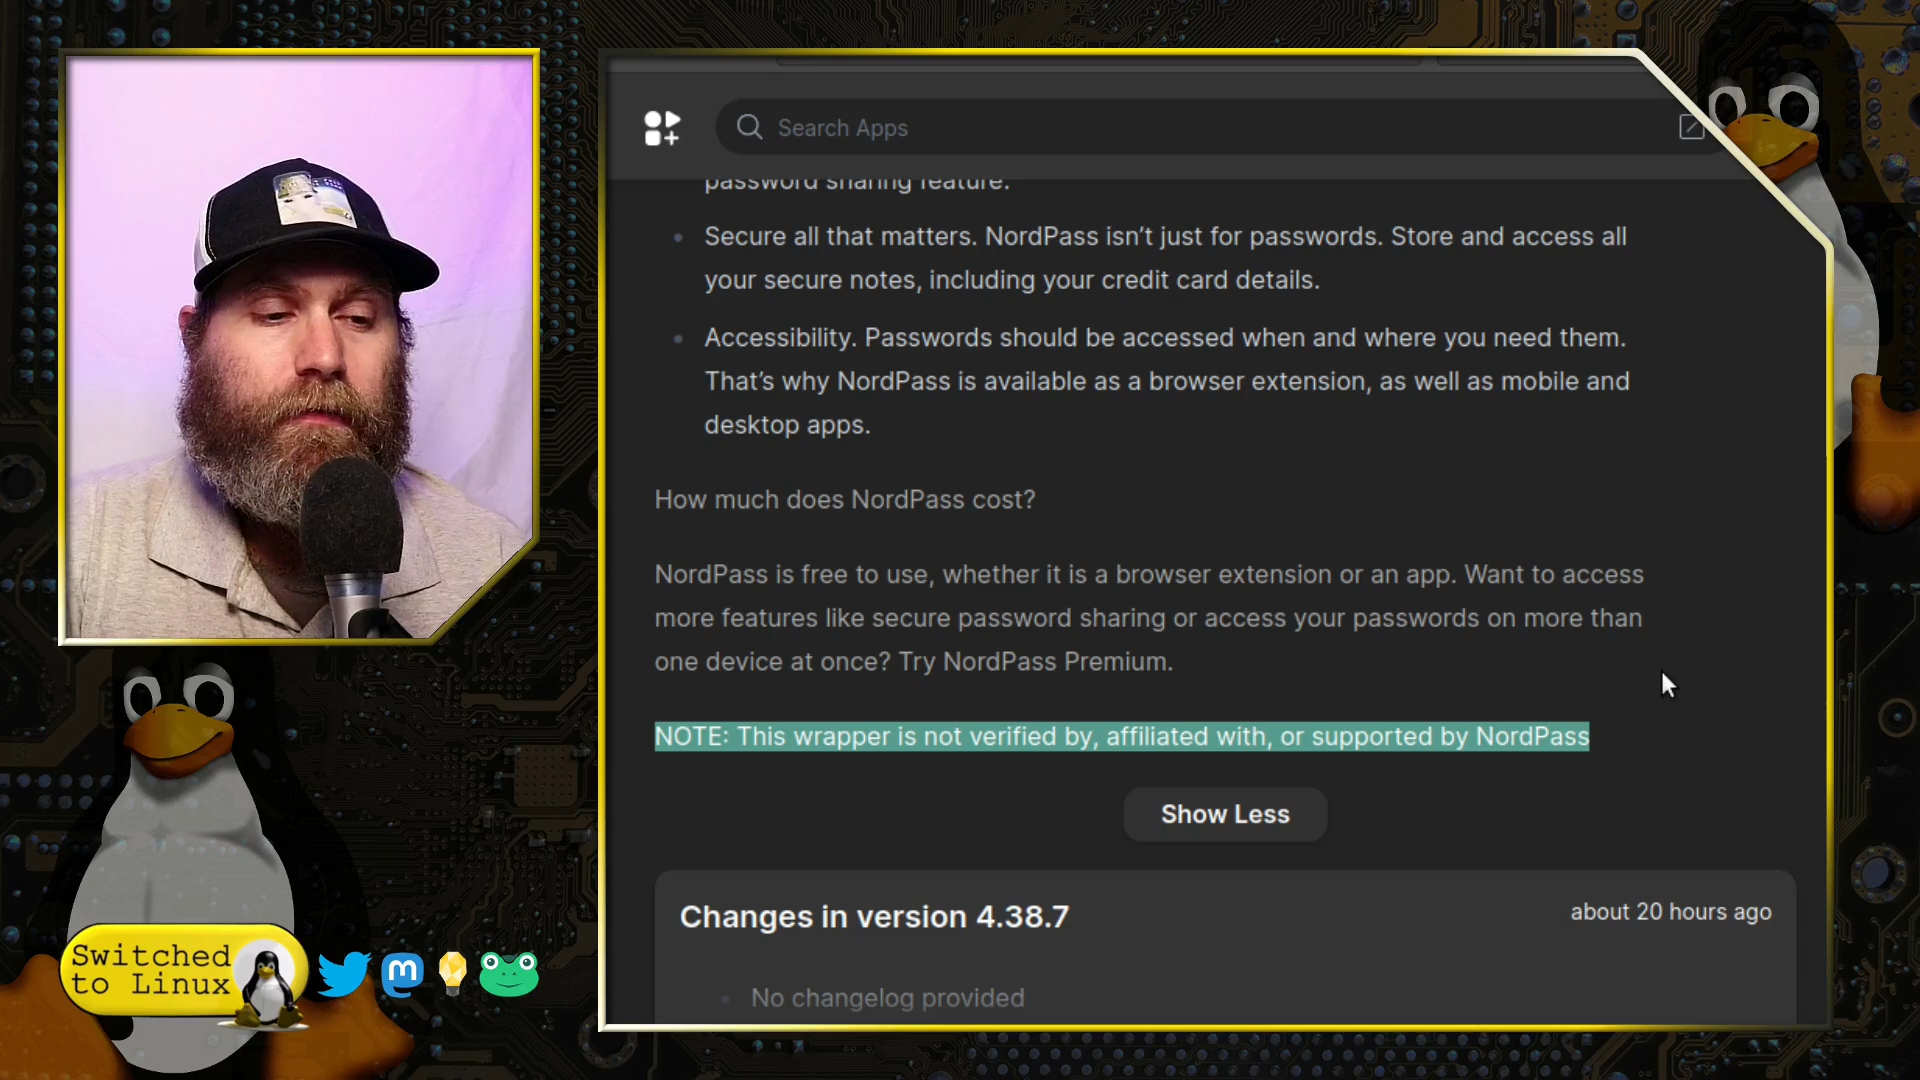 Search Apps
password sharing feature.
Secure all that matters. NordPass isn’t just for passwords. Store and access all
your secure notes, including your credit card details.
Accessibility. Passwords should be accessed when and where you need them.
That’s why NordPass is available as a browser extension, as well as mobile and
desktop apps.
How much does NordPass cost?
NordPass is free to use, whether it is a browser extension or an app. Want to access
more features like secure password sharing or access your passwords on more than
one device at once? Try NordPass Premium.
NOTE: This wrapper is not verified by, affiliated with, or supported by NordPass
Show Less
Changes in version 4.38.7
about 20 hours ago
No changelog provided
Switched
to Linux
m